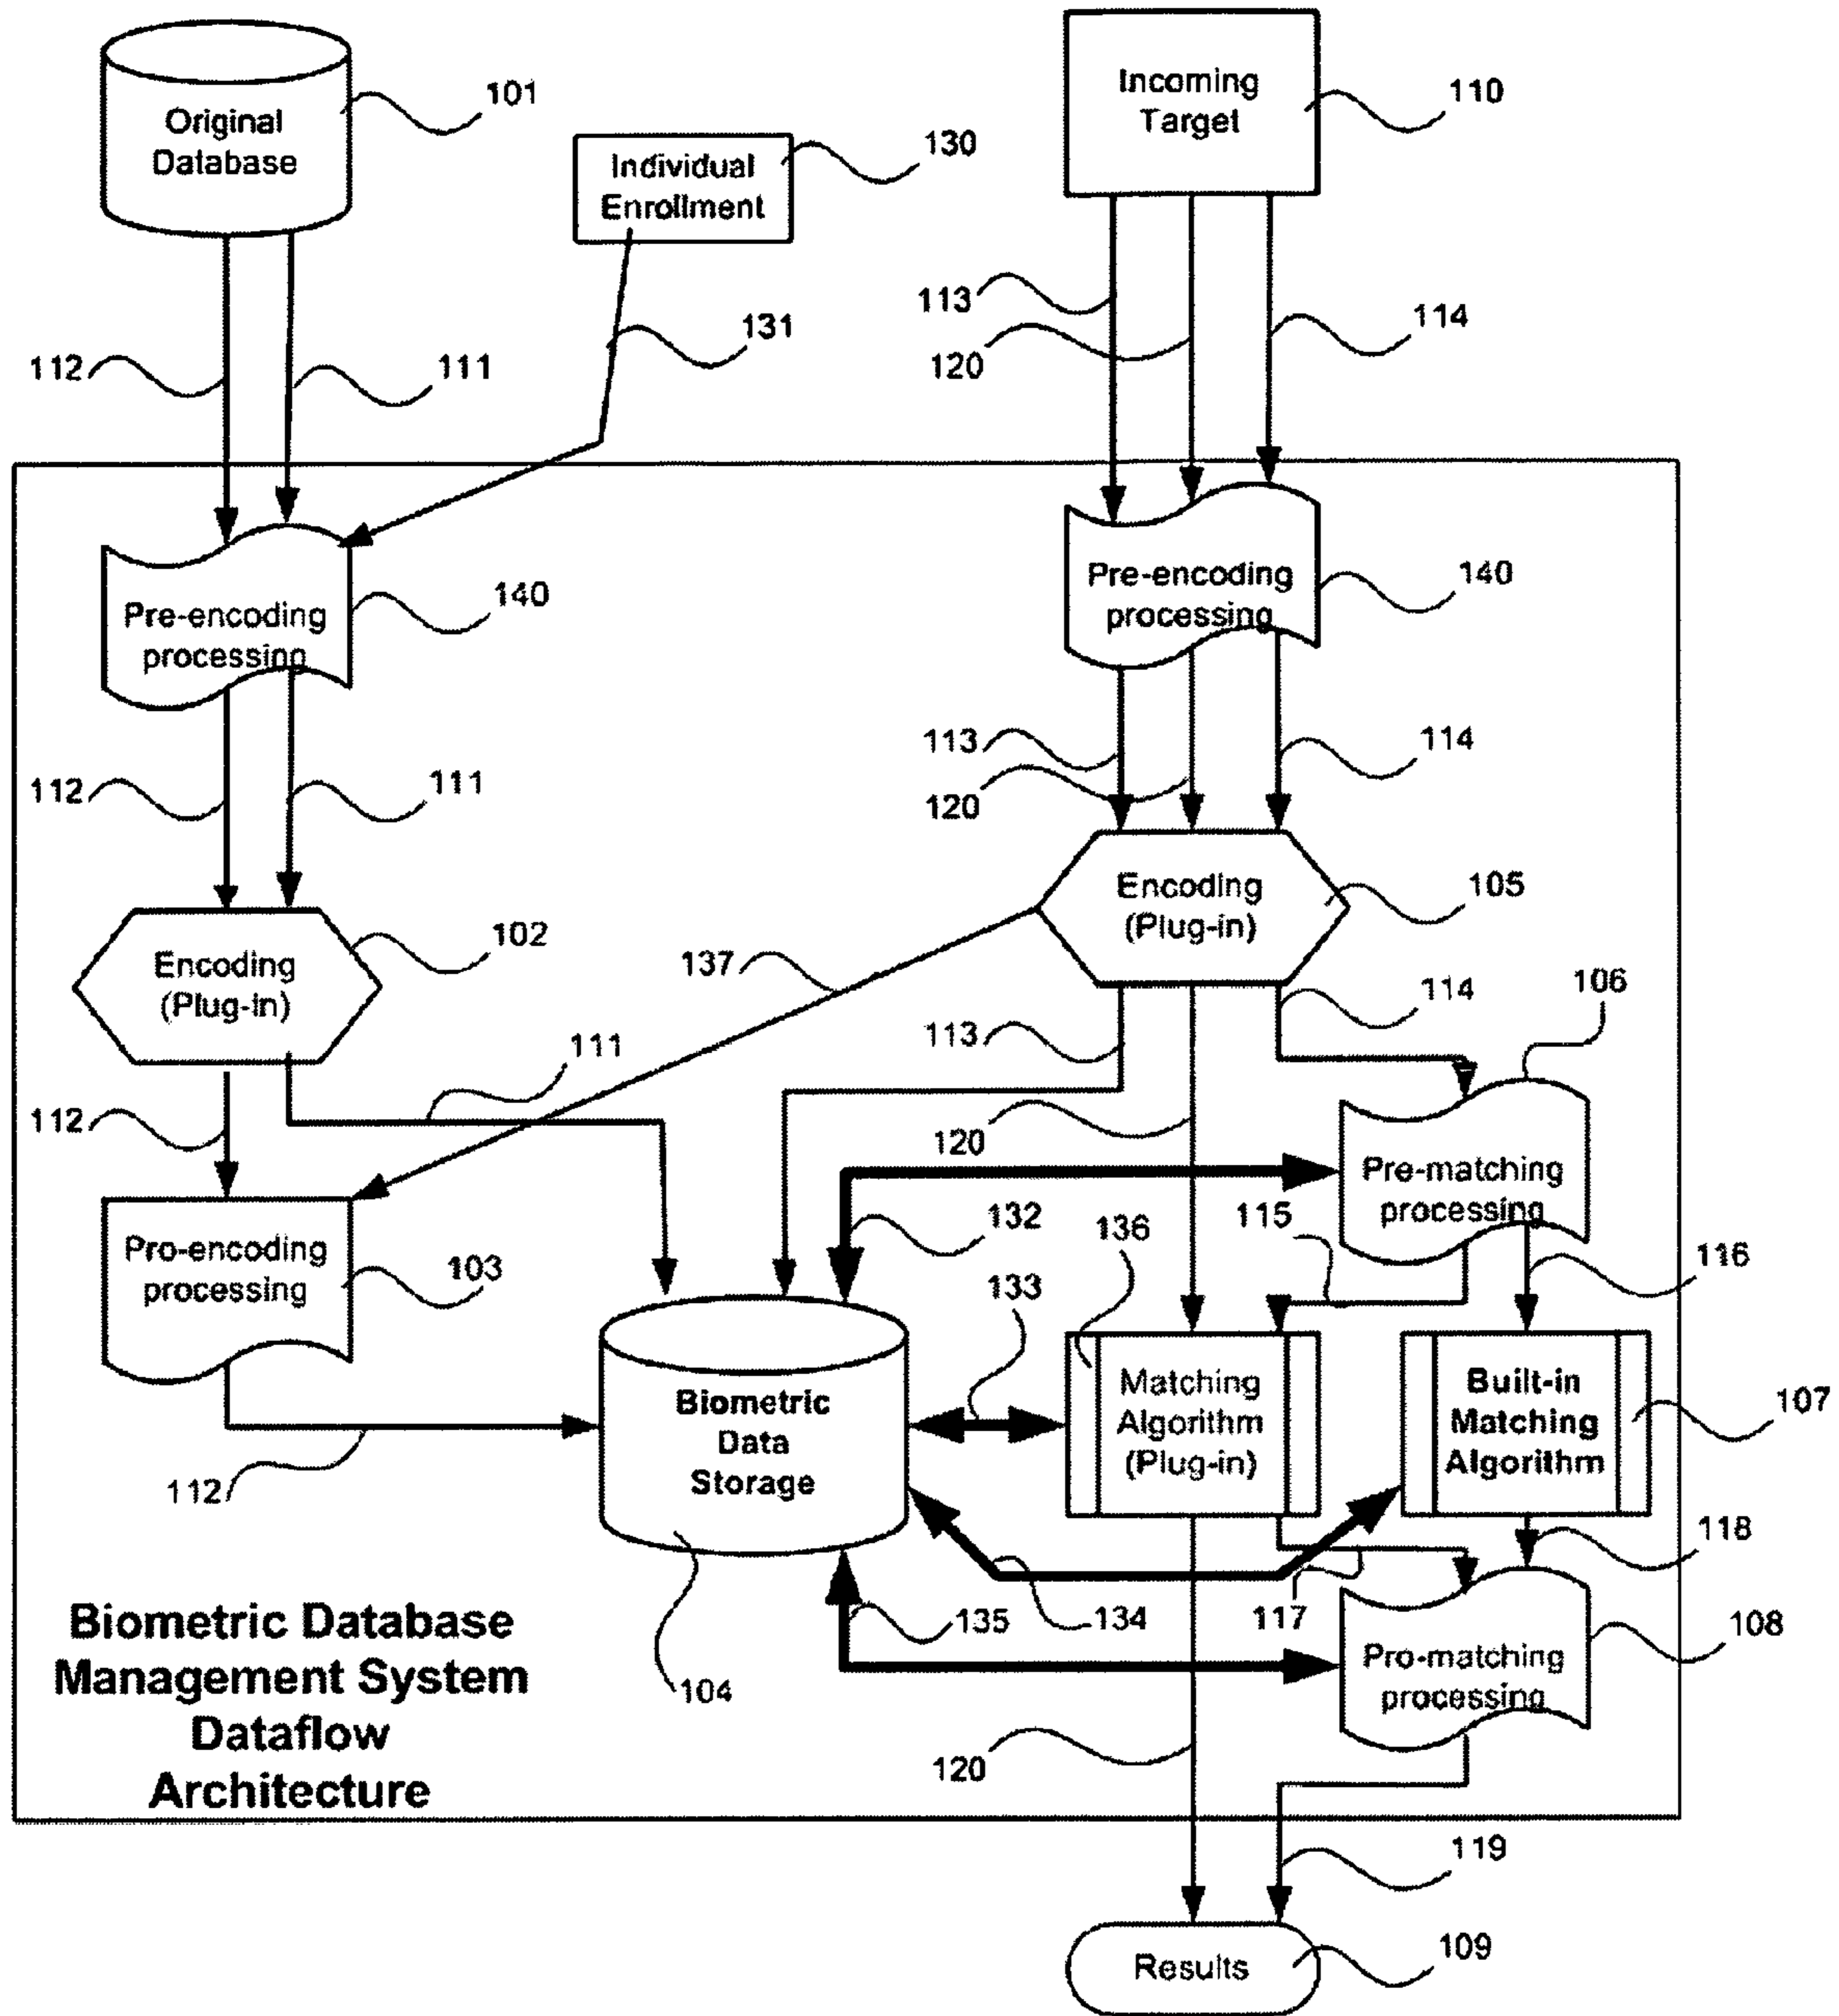 Original
Database
101
Individual
Enrollment
130
Incoming
Target
110
112
111
131
113
120
114
Pre-encoding
processing
140
Pre-encoding
processing
140
112
111
113
120
114
Encoding
(Plug-in)
102
Encoding
(Plug-in)
105
137
114
106
113
111
112
120
Pre-matching
processing
Pro-encoding
processing
103
132
136
115
116
133
Biometric
Data
Storage
Matching
Algorithm
(Plug-in)
Built-in
Matching
Algorithm
107
112
118
135
134
117
108
104
Pro-matching
processing
Biometric Database
Management System
Dataflow
Architecture
120
119
Results
109